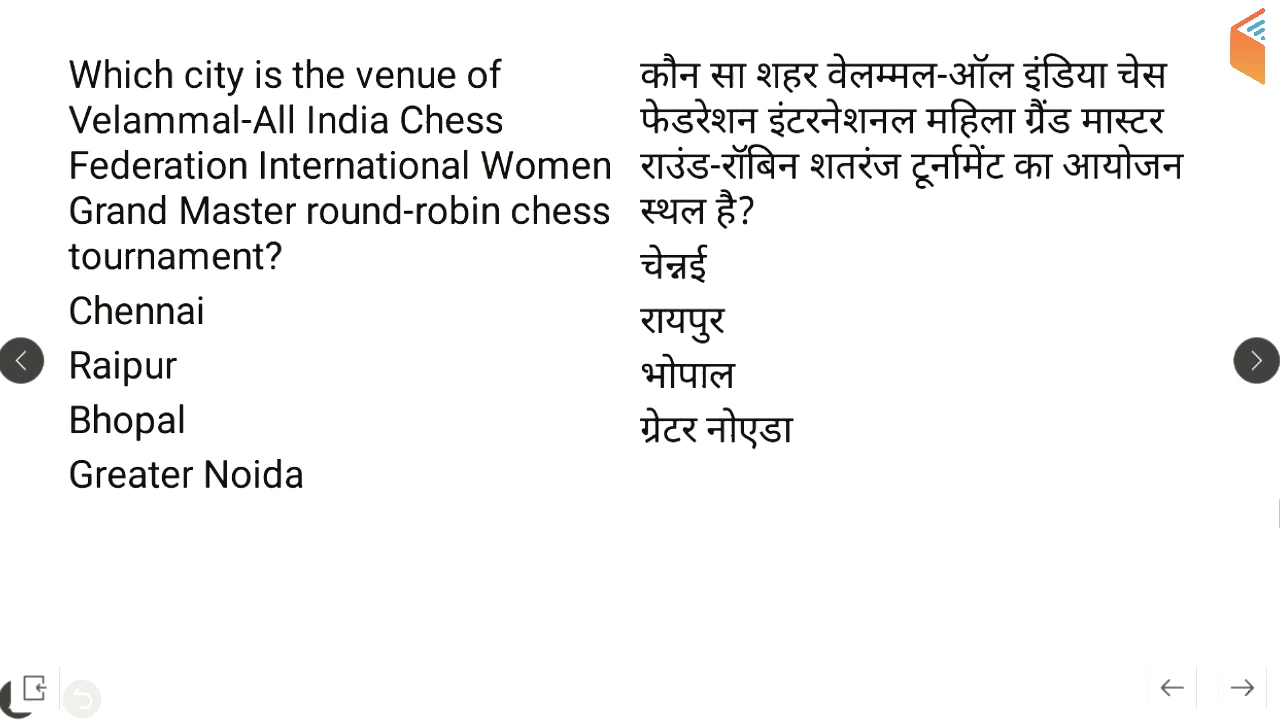 Which city is the venue of
Velammal-All India Chess
Federation International Women
Grand Master round-robin chess
tournament?
Chennai
Raipur
Bhopal
Greater Noida
कौन सा शहर वेलम्मल-ऑल इंडिया चेस
फेडरेशन इंटरनेशनल महिला ग्रैंड मास्टर
राउंड-रॉबिन शतरंज टूर्नामेंट का आयोजन
स्थल है?
चेन्नई
रायपुर
भोपाल
ग्रेटर नोएडा